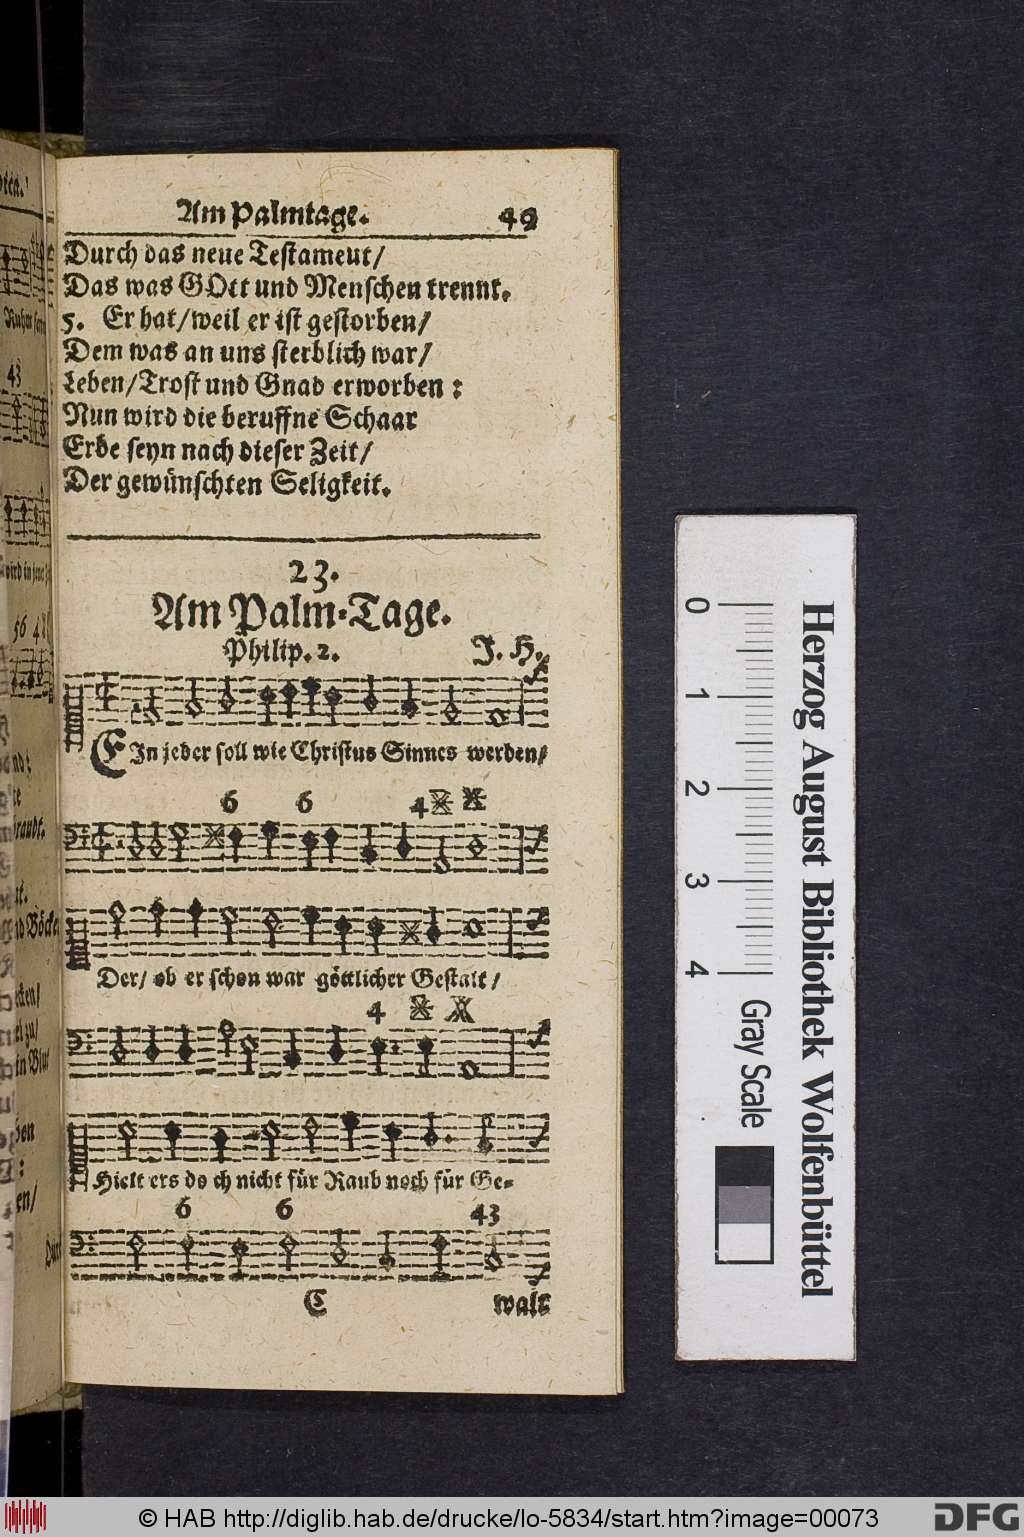 Am Palmtage. 49
Durch das neue Testament/
Das was GOtt und Menschen trennt.
5. Er hat/weil er ist gestorben/
Dem was an uns sterblich war/
Leben/Trost und Gnad erworben:
Nun wird die beruffne Schaar
Erbe seyn nach dieser Zeit/
Der gewünschten Seligkeit.
23.
Am Palm-Tage.
Philip. 2. J. H.
EIn jeder soll wie Christus Sinnes werden/
6 6 4
Der/ ob er schon war göttlicher Gestalt/
4
Hielt ers doch nicht für Raub noch für Ge-
6 6 43
C walt
43
56 4
0 1 2 3 4
Herzog August Bibliothek Wolfenbüttel
Gray Scale
© HAB http://diglib.hab.de/drucke/lo-5834/start.htm?image=00073
DFG